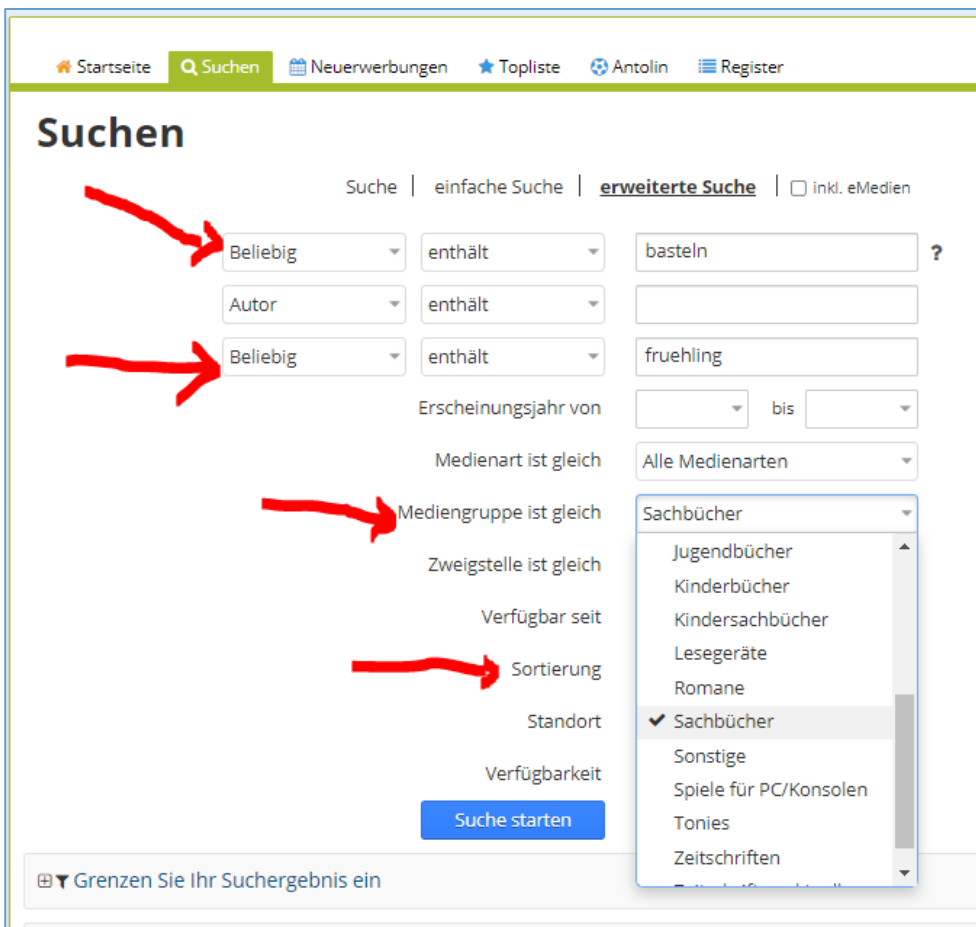 Startseite Suchen Neuerwerbungen Topliste Antolin Register
Suchen
Suche | einfache Suche | erweiterte Suche | inkl. eMedien
Beliebig enthält basteln ?
Autor enthält
Beliebig enthält fruehling
Erscheinungsjahr von bis
Medienart ist gleich Alle Medienarten
Mediengruppe ist gleich Sachbücher
Jugendbücher
Zweigstelle ist gleich
Kinderbücher
Verfügbar seit Kindersachbücher
Lesegeräte
Sortierung
Romane
Standort Sachbücher
Sonstige
Verfügbarkeit
Spiele für PC/Konsolen
Suche starten Tonies
Zeitschriften
Grenzen Sie Ihr Suchergebnis ein